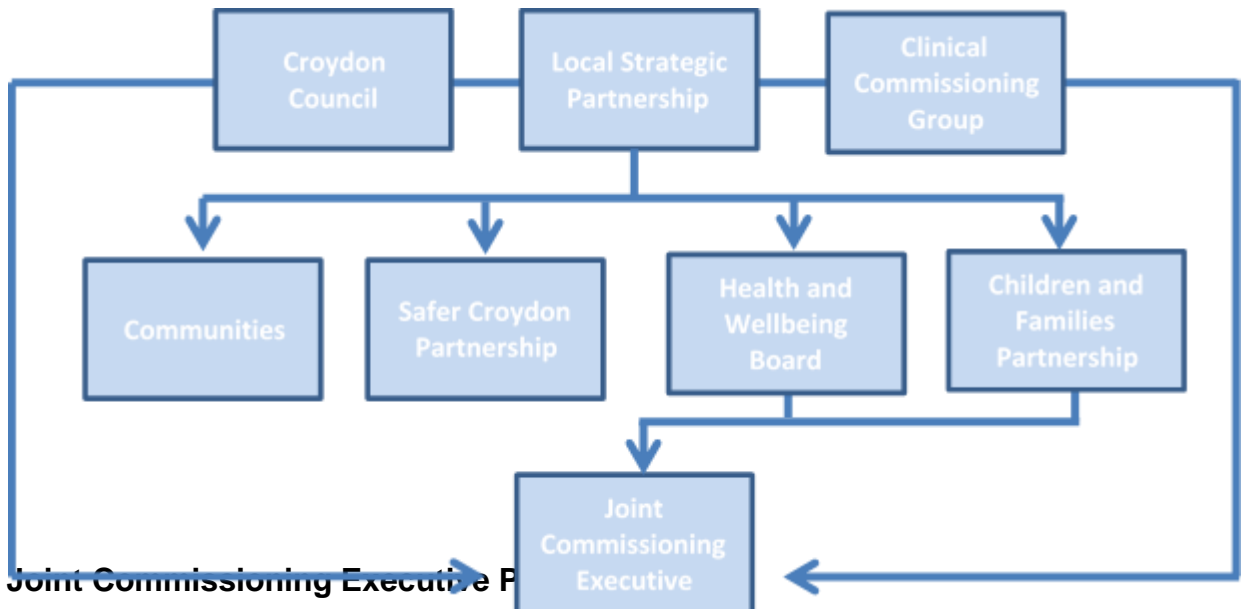 Croydon
Council
Local Strategic
Partnership
Clinical
Commissioning
Group
Communities
Safer Croydon
Partnership
Health and
Wellbeing
Board
Children and
Families
Partnership
Joint
Commissioning
Executive
Joint Commissioning Executive P